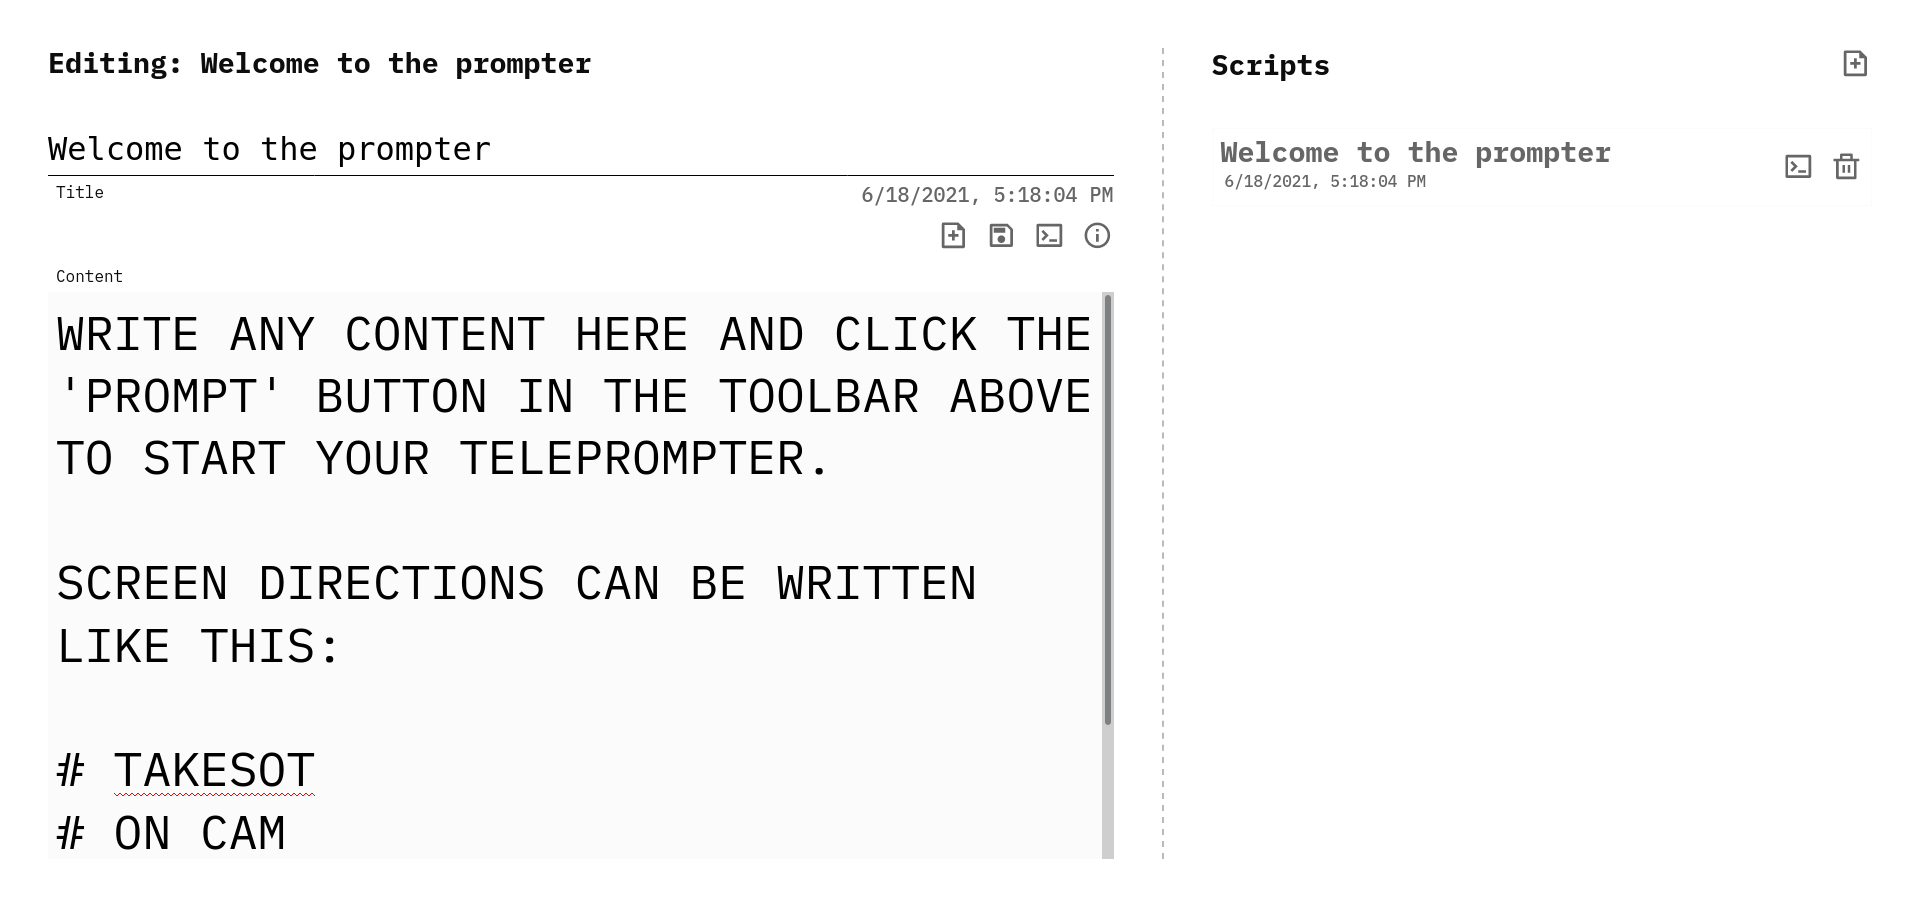 Editing: Welcome to the prompter
Welcome to the prompter
Title
6/18/2021, 5:18:04 PM
Content
WRITE ANY CONTENT HERE AND CLICK THE
'PROMPT' BUTTON IN THE TOOLBAR ABOVE
TO START YOUR TELEPROMPTER.
SCREEN DIRECTIONS CAN BE WRITTEN
LIKE THIS:
# TAKESOT
# ON CAM
Scripts
Welcome to the prompter
6/18/2021, 5:18:04 PM